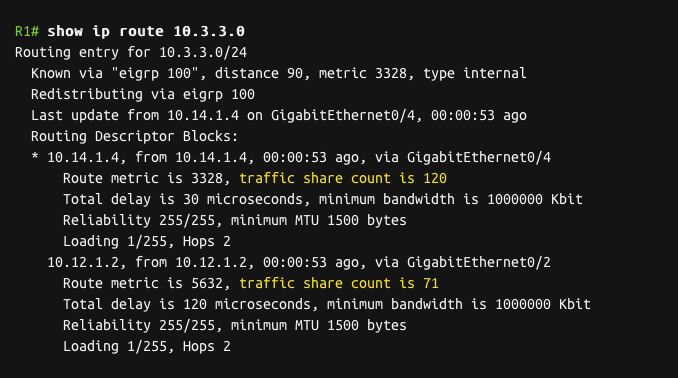 R1# show ip route 10.3.3.0
Routing entry for 10.3.3.0/24
Known via "eigrp 100", distance 90, metric 3328, type internal
Redistributing via eigrp 100
Last update from 10.14.1.4 on GigabitEthernet0/4, 00:00:53 ago
Routing Descriptor Blocks:
* 10.14.1.4, from 10.14.1.4, 00:00:53 ago, via GigabitEthernet0/4
Route metric is 3328, traffic share count is 120
Total delay is 30 microseconds, minimum bandwidth is 1000000 Kbit
Reliability 255/255, minimum MTU 1500 bytes
Loading 1/255, Hops 2
10.12.1.2, from 10.12.1.2, 00:00:53 ago, via GigabitEthernet0/2
Route metric is 5632, traffic share count is 71
Total delay is 120 microseconds, minimum bandwidth is 1000000 Kbit
Reliability 255/255, minimum MTU 1500 bytes
Loading 1/255, Hops 2